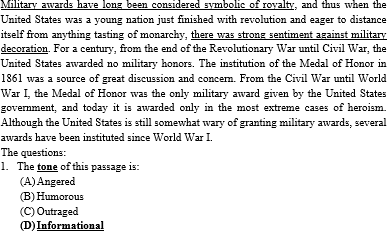 Military awards have long been considered symbolic of royalty, and thus when the
United States was a young nation just finished with revolution and eager to distance
itself from anything tasting of monarchy, there was strong sentiment against military
decoration. For a century, from the end of the Revolutionary War until Civil War, the
United States awarded no military honors. The institution of the Medal of Honor in
1861 was a source of great discussion and concern. From the Civil War until World
War I, the Medal of Honor was the only military award given by the United States
government, and today it is awarded only in the most extreme cases of heroism.
Although the United States is still somewhat wary of granting military awards, several
awards have been instituted since World War I.
The questions:
1. The tone of this passage is:
(A) Angered
(B) Humorous
(C) Outraged
(D) Informational